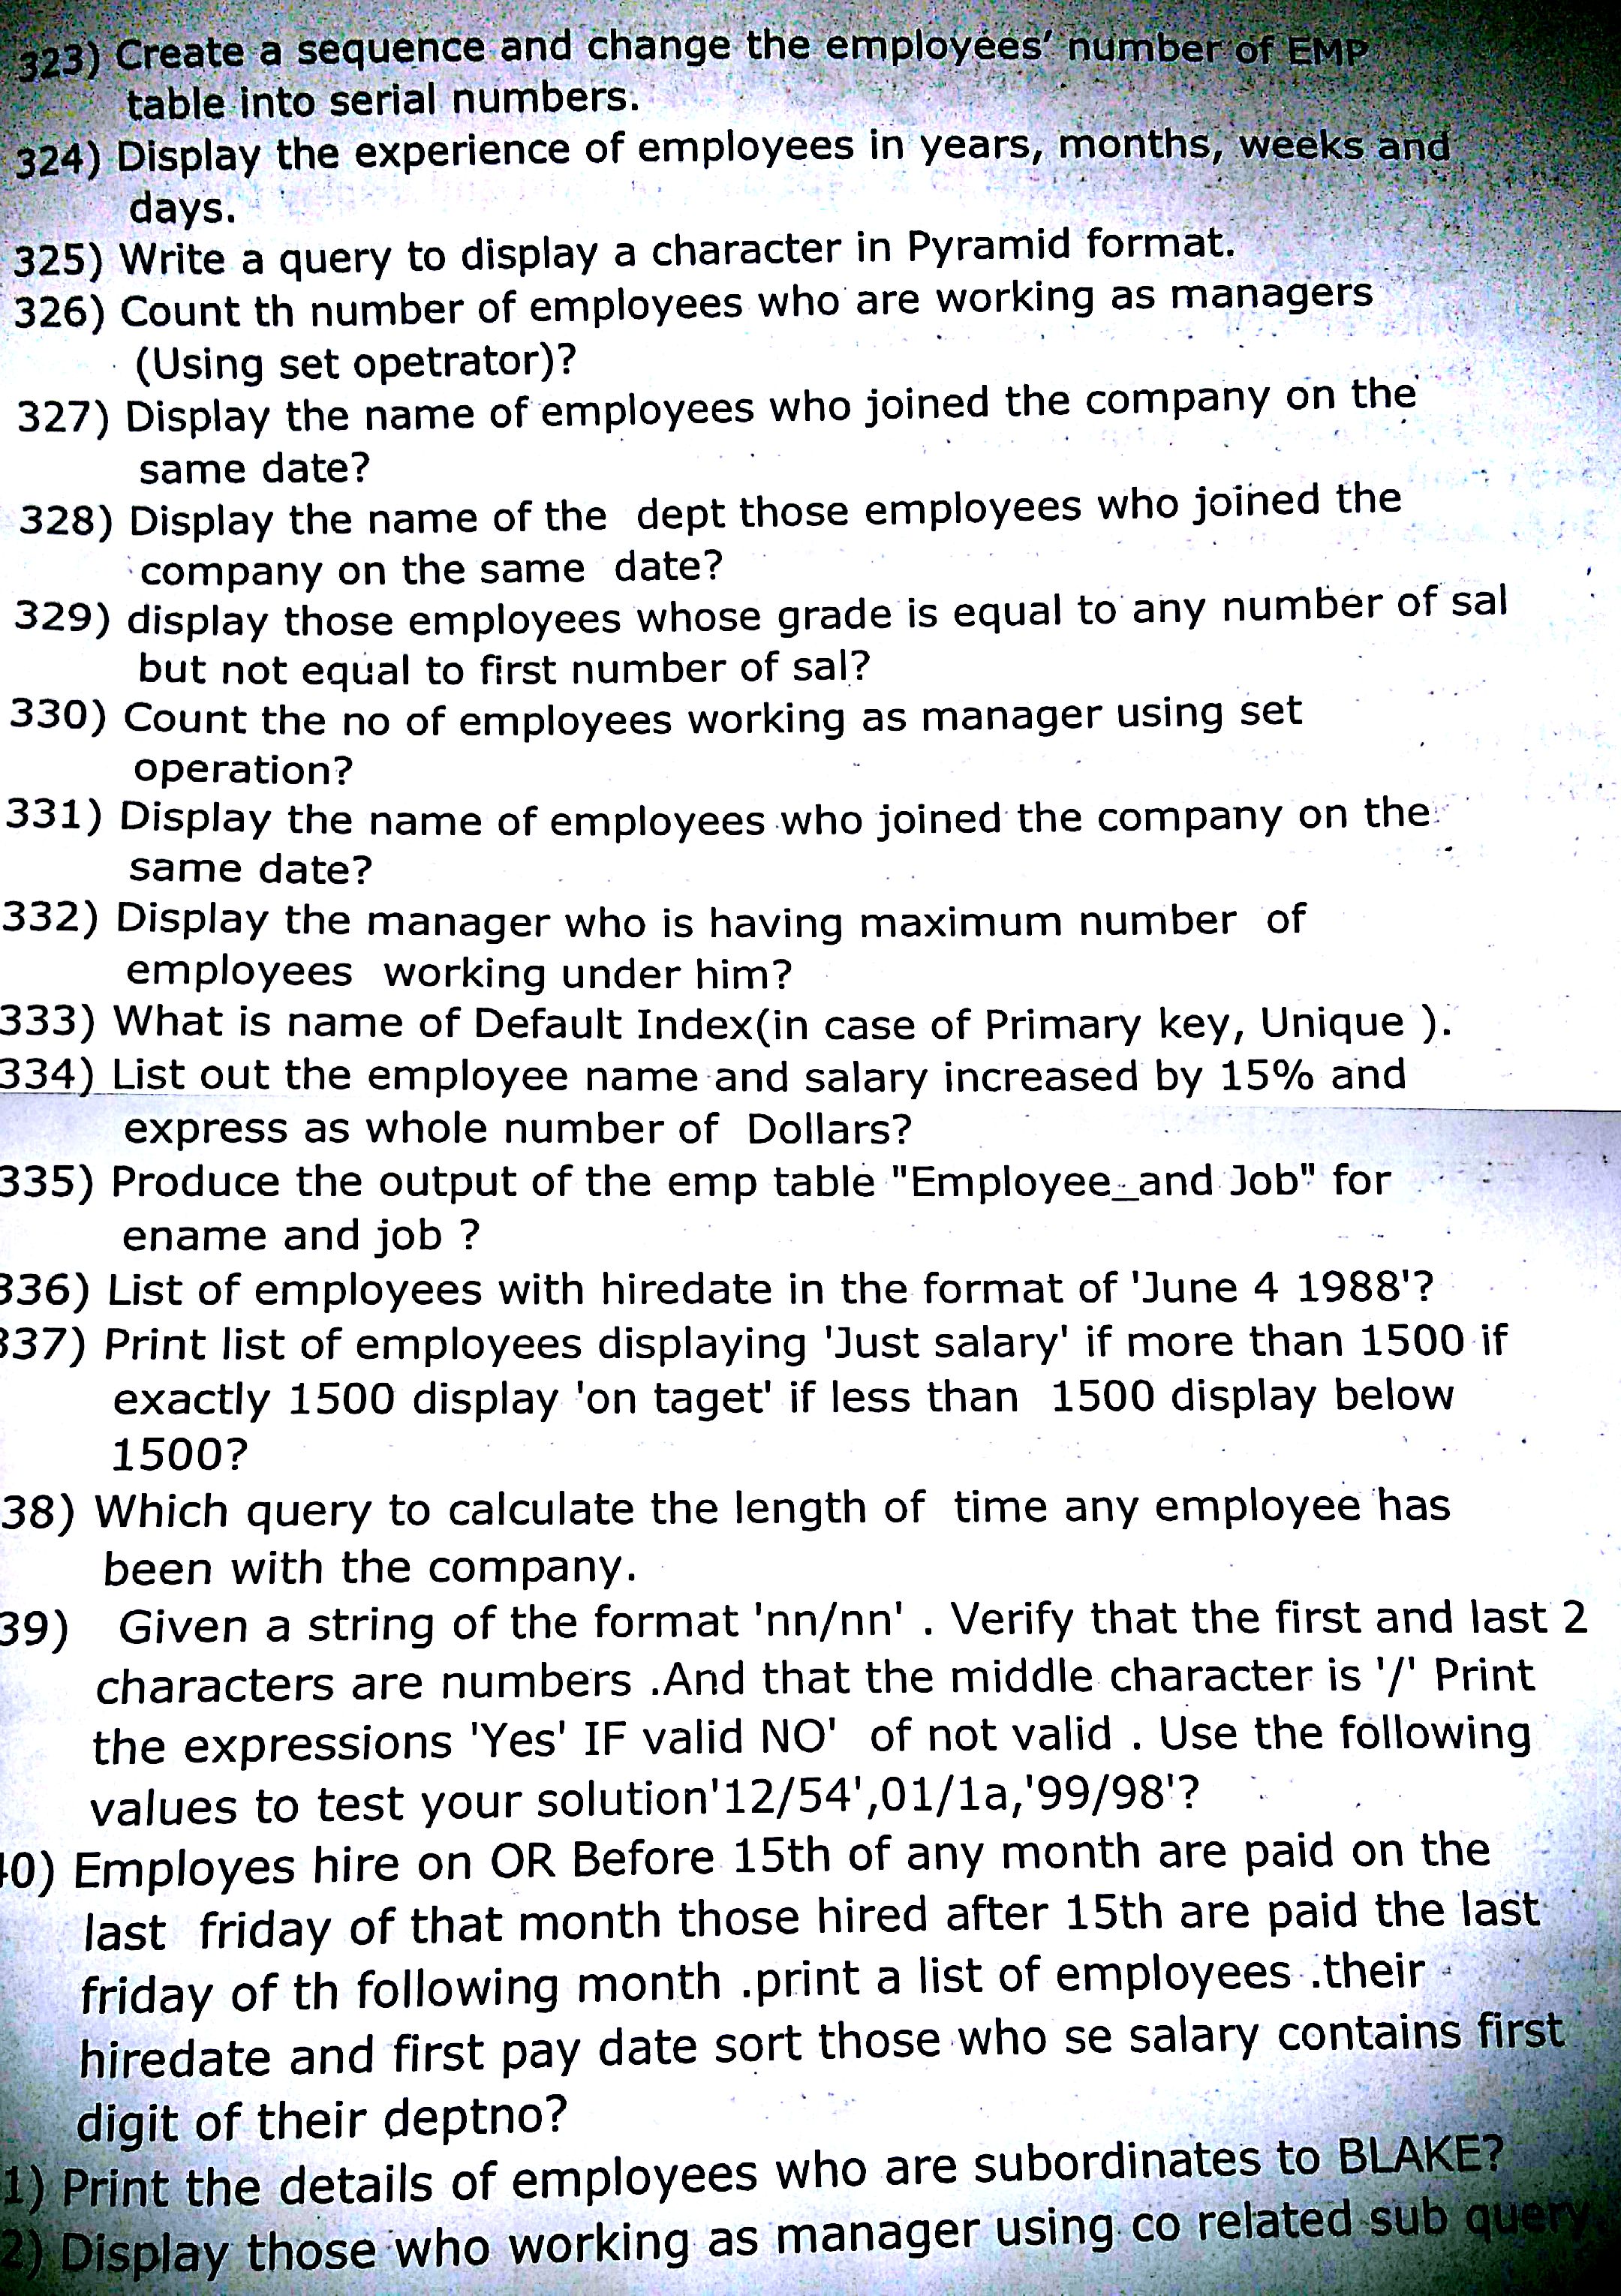 323) Create a sequence and change the employees' number of EMP
table into serial numbers.
324) Display the experience of employees in years, months, weeks and
days.
325) Write a query to display a character in Pyramid format.
326) Count th number of employees who are working as managers
(Using set opetrator)?
327) Display the name of employees who joined the company on the
same date?
328) Display the name of the dept those employees who joined the
company on the same date?
329) display those employees whose grade is equal to any number of sal
but not equal to first number of sal?
330) Count the no of employees working as manager using set
operation?
331) Display the name of employees who joined the company on the
same date?
332) Display the manager who is having maximum number of
employees working under him?
333) What is name of Default Index(in case of Primary key, Unique ).
334) List out the employee name and salary increased by 15% and
express as whole number of Dollars?
335) Produce the output of the emp table "Employee_and Job" for
ename and job ?
336) List of employees with hiredate in the format of 'June 4 1988'?
337) Print list of employees displaying 'Just salary' if more than 1500 if
exactly 1500 display 'on taget' if less than 1500 display below
1500?
38) Which query to calculate the length of time any employee has
been with the company.
39) Given a string of the format 'nn/nn' . Verify that the first and last 2
characters are numbers .And that the middle character is '/' Print
the expressions 'Yes' IF valid NO' of not valid . Use the following
values to test your solution'12/54',01/1a,'99/98'?
40) Employes hire on OR Before 15th of any month are paid on the
last friday of that month those hired after 15th are paid the last
friday of th following month .print a list of employees .their
hiredate and first pay date sort those who se salary contains first
digit of their deptno?
1) Print the details of employees who are subordinates to BLAKE?
2) Display those who working as manager using co related sub query